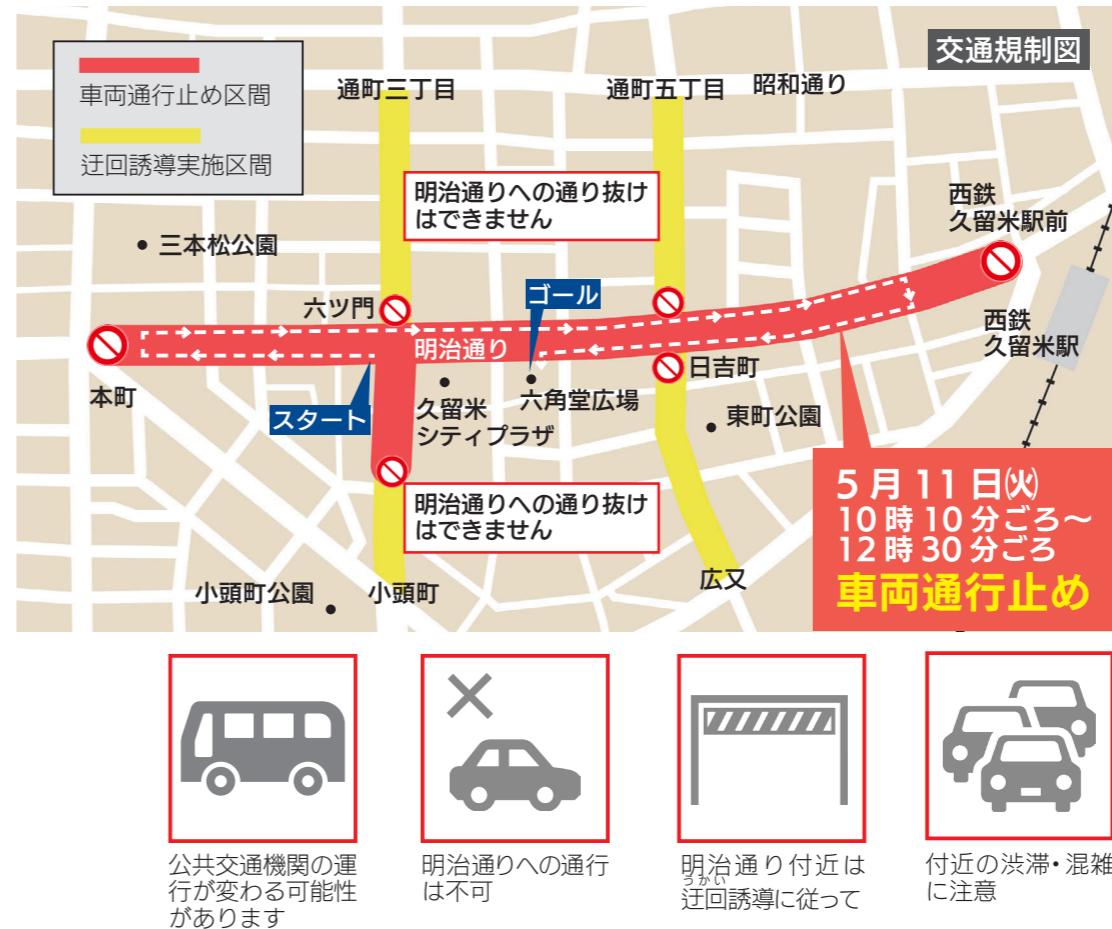 交通規制図
車両通行止め区間
迂回誘導実施区間
通町三丁目
通町五丁目
昭和通り
明治通りへの通り抜け
はできません
西鉄
久留米駅前
三本松公園
六ツ門
ゴール
明治通り
西鉄
久留米駅
本町
スタート
久留米
シティプラザ
六角堂広場
日吉町
東町公園
明治通りへの通り抜け
はできません
5月11日㈫
10時10分ごろ〜
12時30分ごろ
車両通行止め
小頭町公園
小頭町
広又
公共交通機関の運
行が変わる可能性
があります
明治通りへの通行
は不可
明治通り付近は
うかい
迂回誘導に従って
付近の渋滞・混雑
に注意